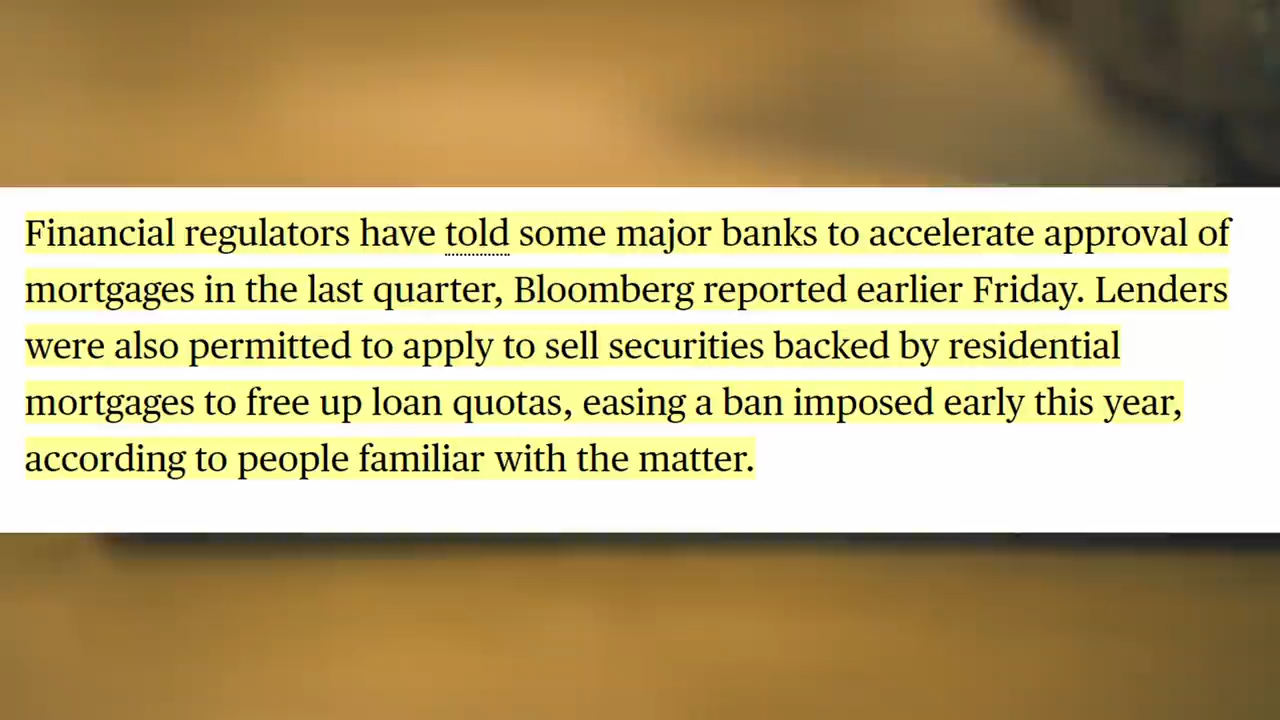 Financial regulators have told some major banks to accelerate approval of
mortgages in the last quarter, Bloomberg reported earlier Friday. Lenders
were also permitted to apply to sell securities backed by residential
mortgages to free up loan quotas, easing a ban imposed early this year,
according to people familiar with the matter.